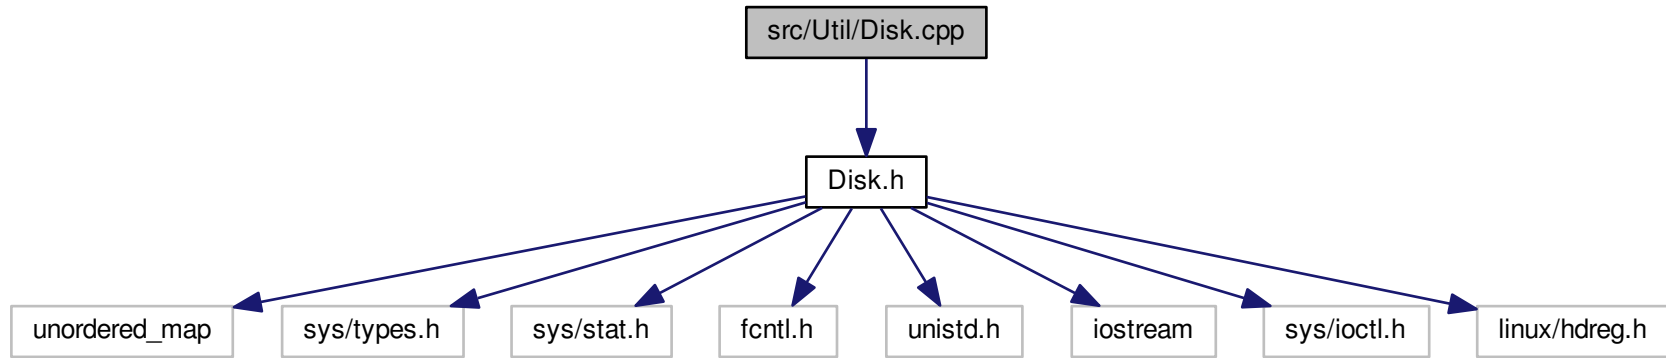 src/Util/Disk.cpp
Disk.h
unordered_map
sys/types.h
sys/stat.h
fcntl.h
unistd.h
iostream
sys/ioctl.h
linux/hdreg.h